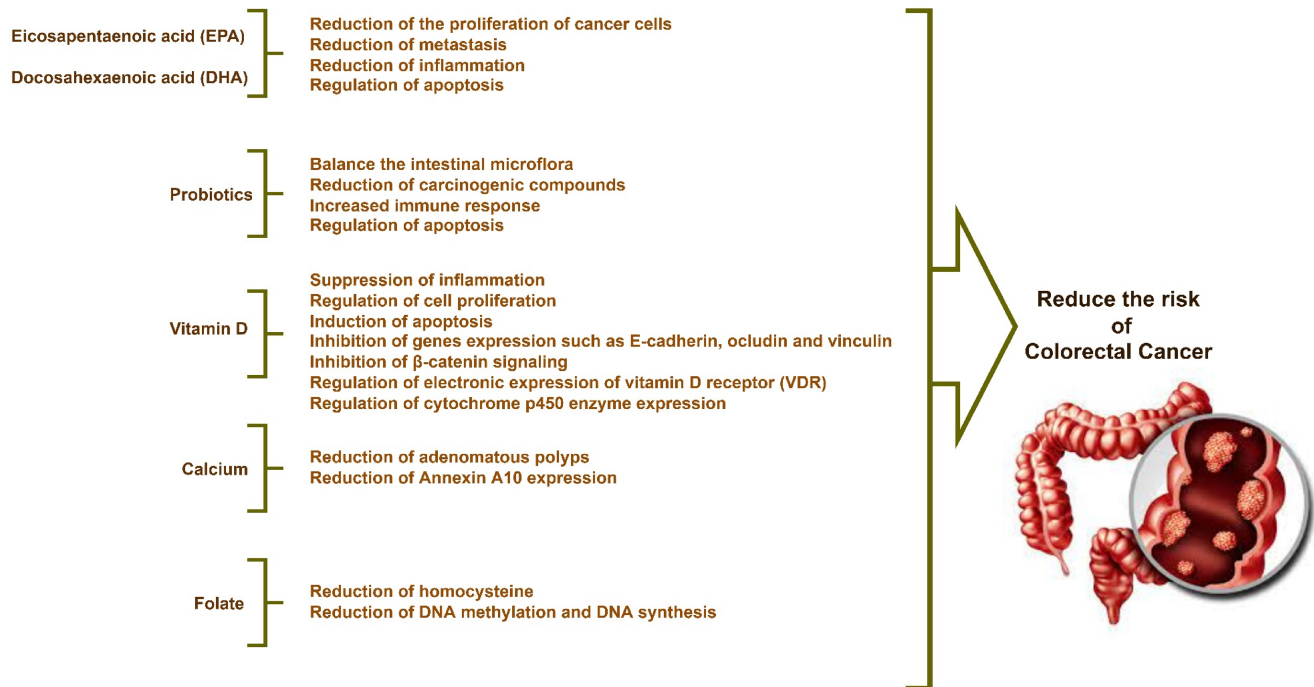 Eicosapentaenoic acid (EPA)
Docosahexaenoic acid (DHA)
Reduction of the proliferation of cancer cells
Reduction of metastasis
Reduction of inflammation
Regulation of apoptosis
Probiotics
Balance the intestinal microflora
Reduction of carcinogenic compounds
Increased immune response
Regulation of apoptosis
Vitamin D
Suppression of inflammation
Regulation of cell proliferation
Induction of apoptosis
Inhibition of genes expression such as E-cadherin, ocludin and vinculin
Inhibition of β-catenin signaling
Regulation of electronic expression of vitamin D receptor (VDR)
Regulation of cytochrome p450 enzyme expression
Calcium
Reduction of adenomatous polyps
Reduction of Annexin A10 expression
Folate
Reduction of homocysteine
Reduction of DNA methylation and DNA synthesis
Reduce the risk
of
Colorectal Cancer